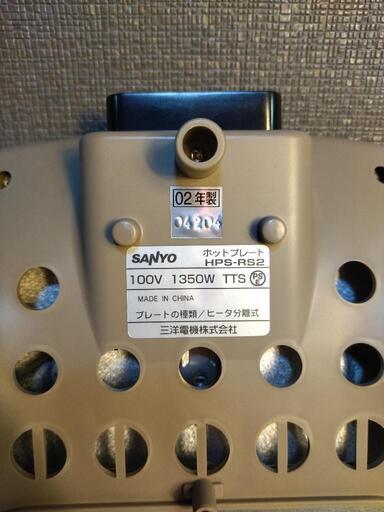 02年製
04204
SANYO ホットプレート
HPS-RS2
100V 1350W TTS PSE
MADE IN CHINA
プレートの種類/ヒータ分離式
三洋電機株式会社